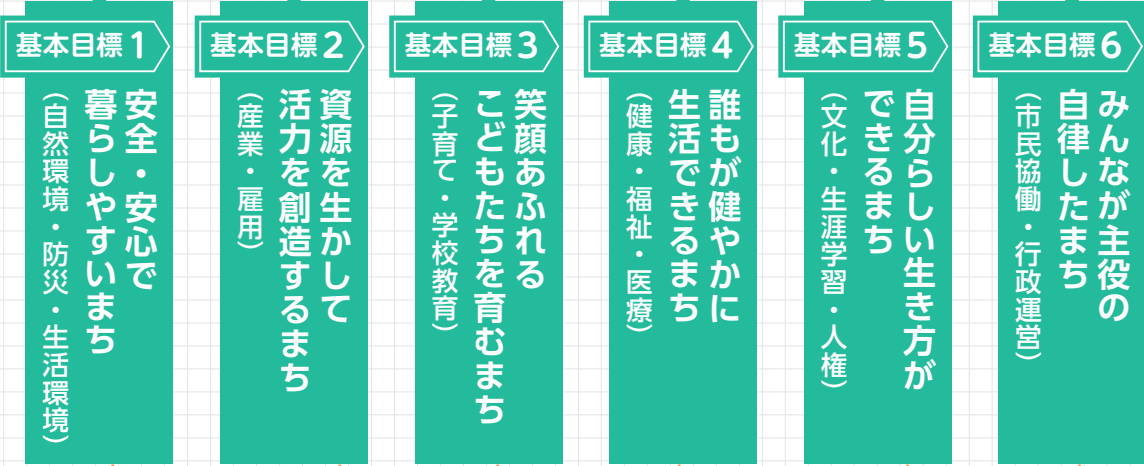 基本目標1
安全・安心で
暮らしやすいまち
(自然環境・防災・生活環境)
基本目標2
資源を生かして
活力を創造するまち
(産業・雇用)
基本目標3
笑顔あふれる
こどもたちを育むまち
(子育て・学校教育)
基本目標4
誰もが健やかに
生活できるまち
(健康・福祉・医療)
基本目標5
自分らしい生き方が
できるまち
(文化・生涯学習・人権)
基本目標6
みんなが主役の
自律したまち
(市民協働・行政運営)